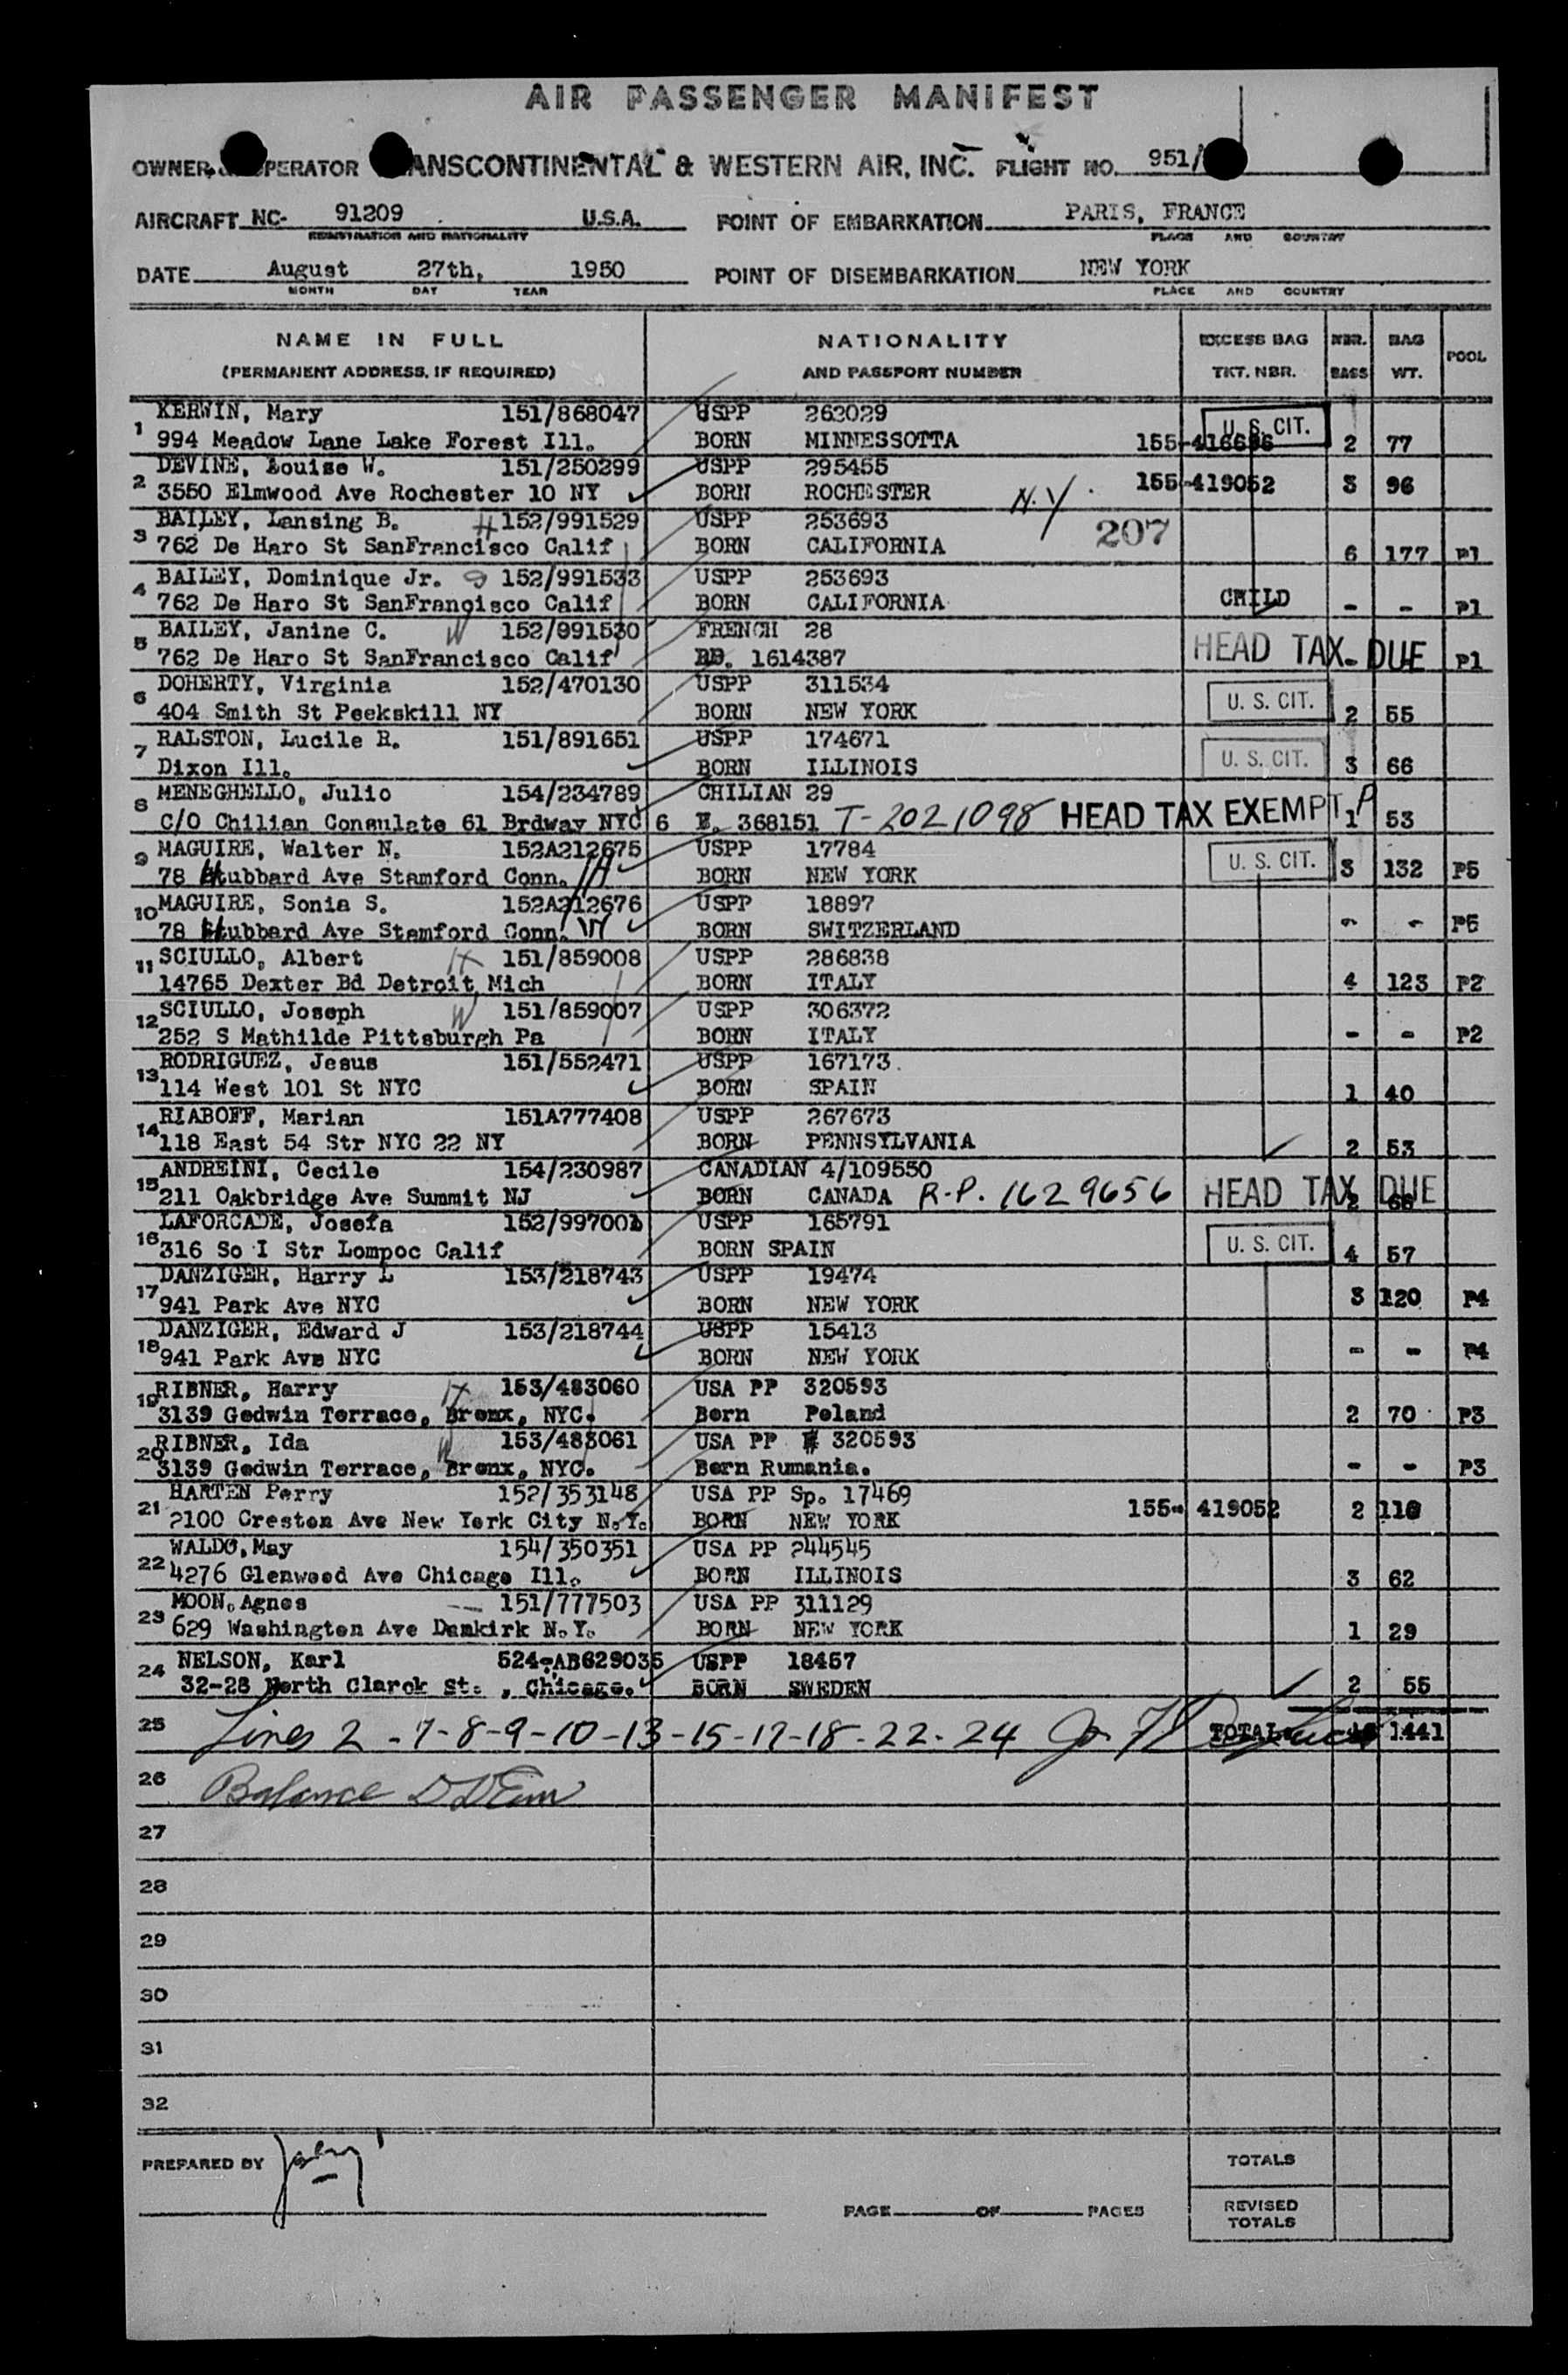 AIR PASSENGER MANIFEST
OWNER PERATOR ANSCONTINENTAL & WESTERN AIR, INC. FLIGHT NO. 951/
AIRCRAFT NC- 91209 U.S.A. POINT OF EMBARKATION PARIS, FRANCE
REGISTRATION AND NATIONALITY PLACE AND COUNTRY
DATE August 27th, 1950 POINT OF DISEMBARKATION NEW YORK
MONTH DAY YEAR PLACE AND COUNTRY
NAME IN FULL NATIONALITY EXCESS BAG NBR. BAG POOL
(PERMANENT ADDRESS, IF REQUIRED) AND PASSPORT NUMBER TKT. NBR. BAGS WT.
KERWIN, Mary 151/868047 USPP 262029 U. S. CIT.
1 994 Meadow Lane Lake Forest Ill. BORN MINNESSOTTA 2 77
DEVINE, Louise W. 151/250299 USPP 295455
2 3550 Elmwood Ave Rochester 10 NY BORN ROCHESTER N.Y. 155-419052 3 96
BAILEY, Lansing B. H 152/991529 USPP 253693 207
3 762 De Haro St SanFrancisco Calif BORN CALIFORNIA 6 177 P1
BAILEY, Dominique Jr. 152/991533 USPP 253693
4 762 De Haro St SanFrancisco Calif BORN CALIFORNIA CHILD - - P1
BAILEY, Janine C. W 152/991530 FRENCH 28
5 762 De Haro St SanFrancisco Calif 1614387 HEAD TAX DUE - - P1
DOHERTY, Virginia 152/470130 USPP 311534 U. S. CIT.
6 404 Smith St Peekskill NY BORN NEW YORK 2 55
RALSTON, Lucile R. 151/891651 USPP 174671 U. S. CIT.
7 Dixon Ill. BORN ILLINOIS 3 66
MENEGHELLO, Julio 154/234789 CHILIAN 29
8 C/O Chilian Consulate 61 Brdway NYC 6 368151 T-2021098 HEAD TAX EXEMPT 1 53
MAGUIRE, Walter N. 152A212675 USPP 17784 U. S. CIT.
9 78 Hubbard Ave Stamford Conn. H BORN NEW YORK 3 132 P5
MAGUIRE, Sonia S. 152A212676 USPP 18897
10 78 Hubbard Ave Stamford Conn. W BORN SWITZERLAND - - P5
SCIULLO, Albert H 151/859008 USPP 286838
11 14765 Dexter Bd Detroit Mich BORN ITALY 4 123 P2
SCIULLO, Joseph W 151/859007 USPP 306372
12 252 S Mathilde Pittsburgh Pa BORN ITALY - - P2
RODRIGUEZ, Jesus 151/552471 USPP 167173
13 114 West 101 St NYC BORN SPAIN 1 40
RIABOFF, Marian 151A777408 USPP 267673
14 118 East 54 Str NYC 22 NY BORN PENNSYLVANIA 2 53
ANDREINI, Cecile 154/230987 CANADIAN 4/109550
15 211 Oakbridge Ave Summit NJ BORN CANADA R.P. 1629656 HEAD TAX DUE 2
LAFORCADE, Josefa USPP 165791 U. S. CIT.
16 316 So I Str Lompoc Calif BORN SPAIN 4 57
DANZIGER, Harry L 153/218743 USPP 19474
17 941 Park Ave NYC BORN NEW YORK 3 120 P4
DANZIGER, Edward J 153/218744 USPP 15413
18 941 Park Ave NYC BORN NEW YORK - - P4
RIBNER, Harry H 153/483060 USA PP 320593
19 3139 Godwin Terrace, Bronx, NYC. Born Poland 2 70 P3
RIBNER, Ida W 153/483061 USA PP # 320593
20 3139 Godwin Terrace, Bronx, NYC. Born Rumania. - - P3
HARTEN Perry 152/353148 USA PP Sp. 17469
21 2100 Creston Ave New York City N.Y. BORN NEW YORK 155- 419052 2
WALDO, May 154/350351 USA PP 244545
22 4276 Glenwood Ave Chicago Ill. BORN ILLINOIS 3 62
MOON, Agnes 151/777503 USA PP 311129
23 629 Washington Ave Dunkirk N.Y. BORN NEW YORK 1 29
NELSON, Karl 524-AB629035 USPP 18457
24 32-28 North Clarck St. , Chicago. BORN SWEDEN 2 55
25 Lines 2-7-8-9-10-13-15-17-18-22-24 TOTAL 1441
26 Balance
27
28
29
30
31
32
PREPARED BY TOTALS
PAGE OF PAGES REVISED TOTALS